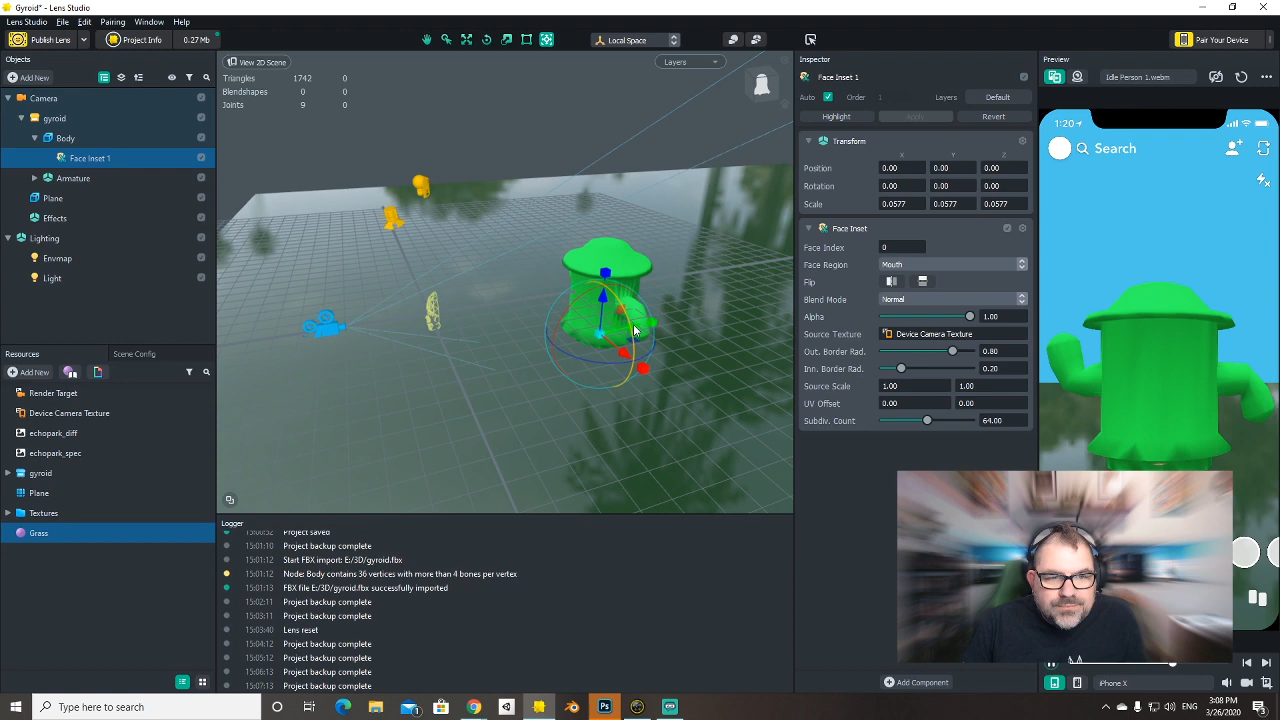 Gyroid* - Lens Studio
Lens Studio File Edit Pairing Window Help
Publish Lens Project Info 0.27 Mb Local Space Pair Your Device
Objects
Add New
Camera
gyroid
Body
Face Inset 1
Armature
Plane
Effects
Lighting
Envmap
Light
Resources Scene Config
Add New
Render Target
Device Camera Texture
echopark_diff
echopark_spec
gyroid
Plane
Textures
Grass
View 2D Scene Layers
Triangles 1742 0
Blendshapes 0 0
Joints 9 0
Logger
15:00:52 Project saved
15:01:10 Project backup complete
15:01:12 Start FBX import: E:/3D/gyroid.fbx
15:01:12 Node: Body contains 36 vertices with more than 4 bones per vertex
15:01:13 FBX file E:/3D/gyroid.fbx successfully imported
15:02:11 Project backup complete
15:03:11 Project backup complete
15:03:40 Lens reset
15:04:12 Project backup complete
15:05:12 Project backup complete
15:06:13 Project backup complete
15:07:13 Project backup complete
Inspector
Face Inset 1
Auto Order 1 Layers Default
Highlight Apply Revert
Transform
X Y Z
Position 0.00 0.00 0.00
Rotation 0.00 0.00 0.00
Scale 0.0577 0.0577 0.0577
Face Inset
Face Index 0
Face Region Mouth
Flip
Blend Mode Normal
Alpha 1.00
Source Texture Device Camera Texture
Out. Border Rad. 0.80
Inn. Border Rad. 0.20
Source Scale 1.00 1.00
UV Offset 0.00 0.00
Subdiv. Count 64.00
Add Component
Preview
Idle Person 1.webm
1:20
Search
iPhone X
Type here to search
ENG
3:08 PM
3/26/2020